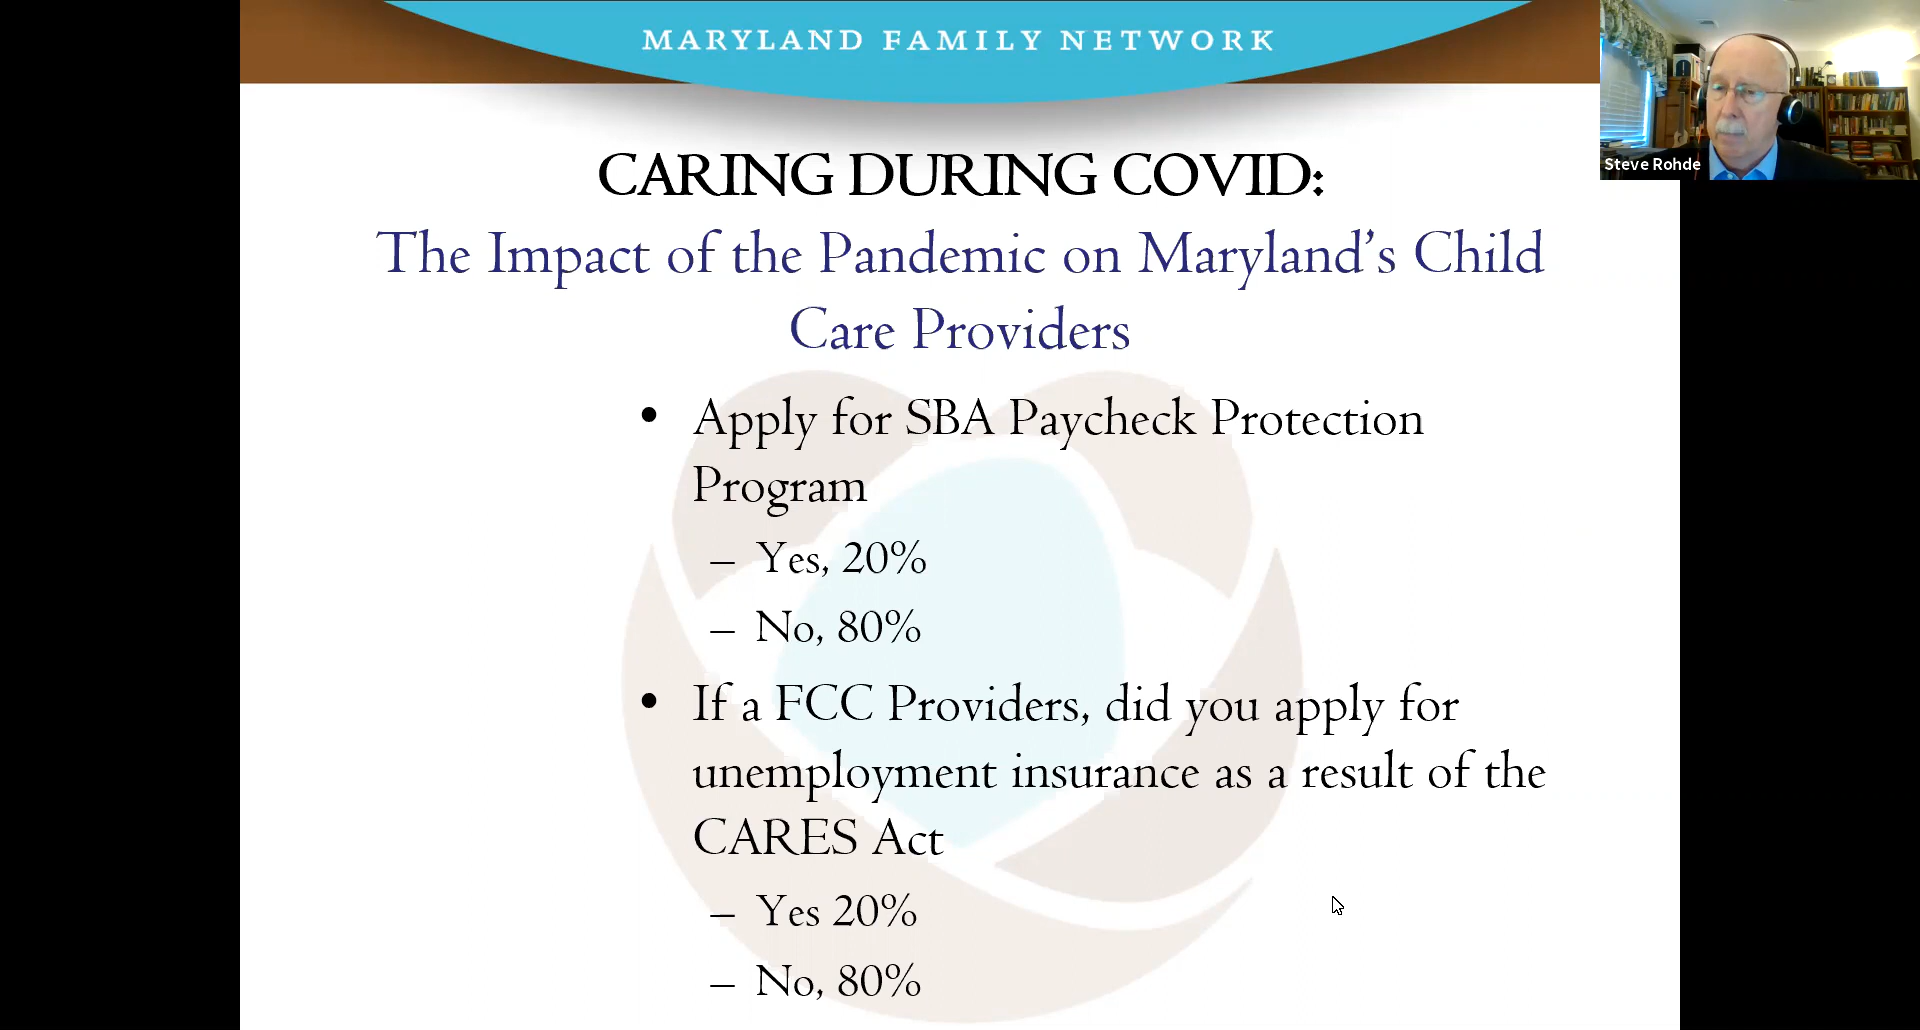 MARYLAND FAMILY NETWORK
Steve Rohde
CARING DURING COVID:
The Impact of the Pandemic on Maryland’s Child
Care Providers
• Apply for SBA Paycheck Protection
Program
– Yes, 20%
– No, 80%
• If a FCC Providers, did you apply for
unemployment insurance as a result of the
CARES Act
– Yes 20%
– No, 80%